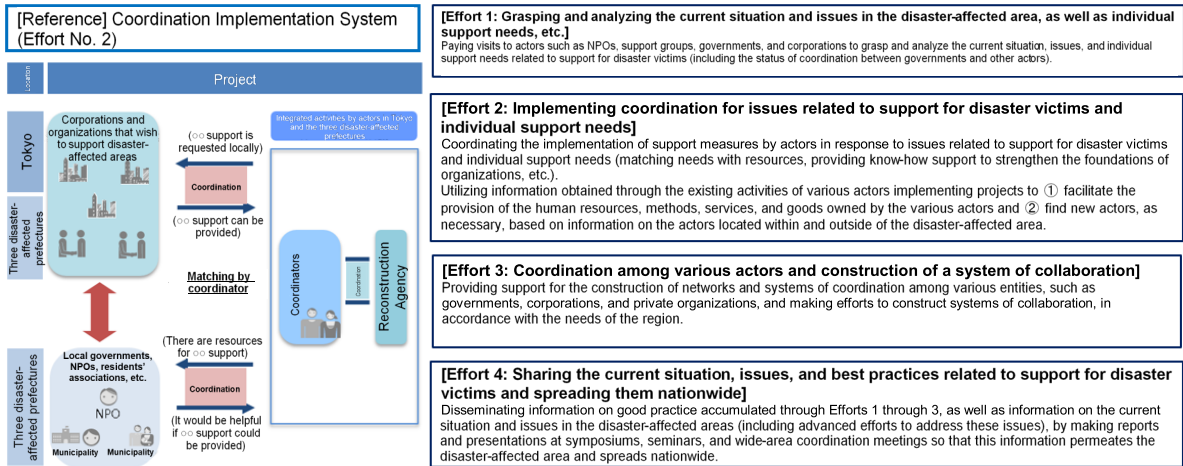 [Reference] Coordination Implementation System
(Effort No. 2)
Location
Project
Tokyo
Three disaster-
affected
prefectures
Corporations and
organizations that wish
to support disaster-
affected areas
(○○ support is
requested locally)
Coordination
(○○ support can be
provided)
Integrated activities by actors in Tokyo
and the three disaster-affected
prefectures
Matching by
coordinator
Coordinators
Coordination
Reconstruction
Agency
Three disaster-
affected prefectures
Local governments,
NPOs, residents'
associations, etc.
NPO
Municipality
Municipality
(There are resources
for ○○ support)
Coordination
(It would be helpful
if ○○ support could
be provided)
[Effort 1: Grasping and analyzing the current situation and issues in the disaster-affected area, as well as individual
support needs, etc.]
Paying visits to actors such as NPOs, support groups, governments, and corporations to grasp and analyze the current situation, issues, and individual
support needs related to support for disaster victims (including the status of coordination between governments and other actors).
[Effort 2: Implementing coordination for issues related to support for disaster victims and
individual support needs]
Coordinating the implementation of support measures by actors in response to issues related to support for disaster victims
and individual support needs (matching needs with resources, providing know-how support to strengthen the foundations of
organizations, etc.).
Utilizing information obtained through the existing activities of various actors implementing projects to ① facilitate the
provision of the human resources, methods, services, and goods owned by the various actors and ② find new actors, as
necessary, based on information on the actors located within and outside of the disaster-affected area.
[Effort 3: Coordination among various actors and construction of a system of collaboration]
Providing support for the construction of networks and systems of coordination among various entities, such as
governments, corporations, and private organizations, and making efforts to construct systems of collaboration, in
accordance with the needs of the region.
[Effort 4: Sharing the current situation, issues, and best practices related to support for disaster
victims and spreading them nationwide]
Disseminating information on good practice accumulated through Efforts 1 through 3, as well as information on the current
situation and issues in the disaster-affected areas (including advanced efforts to address these issues), by making reports
and presentations at symposiums, seminars, and wide-area coordination meetings so that this information permeates the
disaster-affected area and spreads nationwide.